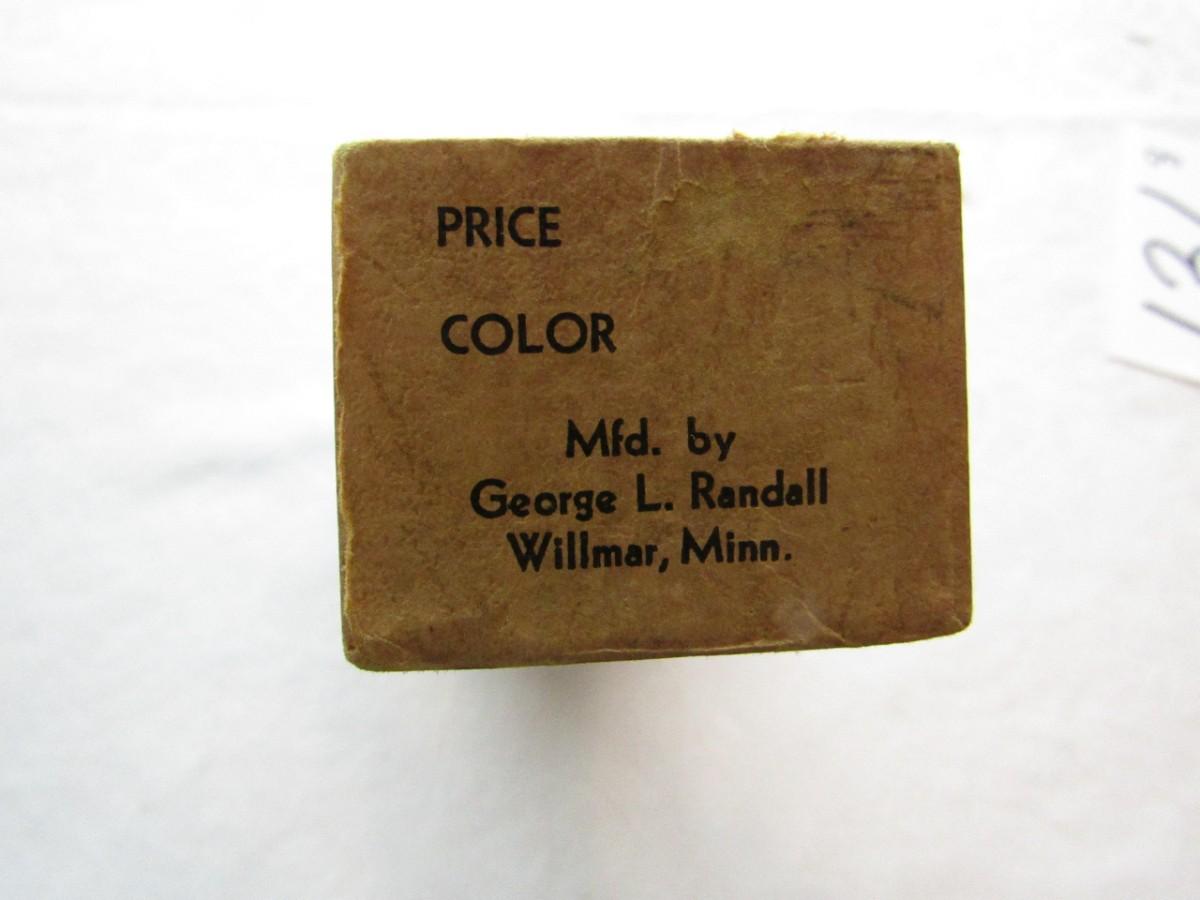 PRICE
COLOR
Mfd. by
George L. Randall
Willmar, Minn.